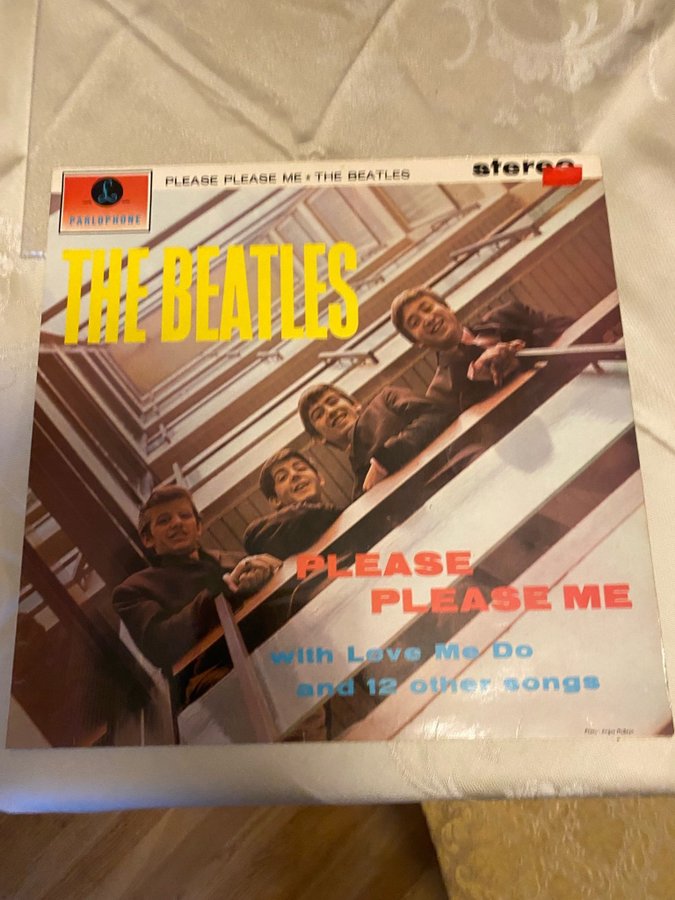 PARLOPHONE
PLEASE PLEASE ME • THE BEATLES
stereo
THE BEATLES
PLEASE
PLEASE ME
with Love Me Do
and 12 other songs